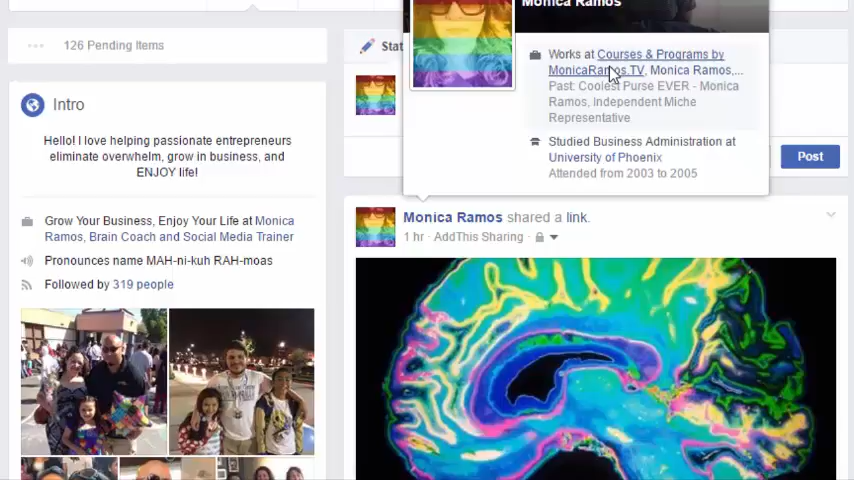 126 Pending Items
Intro
Hello! I love helping passionate entrepreneurs
eliminate overwhelm, grow in business, and
ENJOY life!
Grow Your Business, Enjoy Your Life at Monica
Ramos, Brain Coach and Social Media Trainer
Pronounces name MAH-ni-kuh RAH-moas
Followed by 319 people
Stat
Monica Ramos
Works at Courses & Programs by
MonicaRamos.TV, Monica Ramos,...
Past: Coolest Purse EVER - Monica
Ramos, Independent Miche
Representative
Studied Business Administration at
University of Phoenix
Attended from 2003 to 2005
Post
Monica Ramos shared a link.
1 hr · AddThis Sharing ·